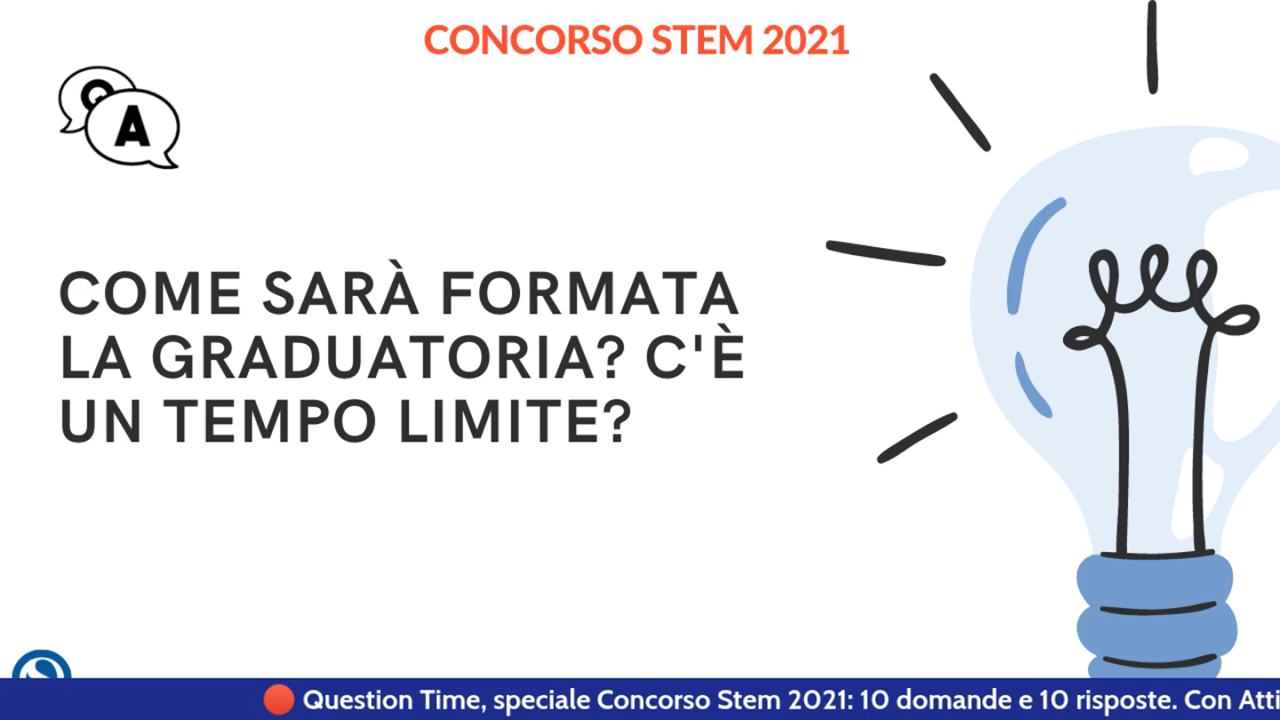 CONCORSO STEM 2021
Q
A
COME SARÀ FORMATA
LA GRADUATORIA? C'È
UN TEMPO LIMITE?
Question Time, speciale Concorso Stem 2021: 10 domande e 10 risposte. Con Atti